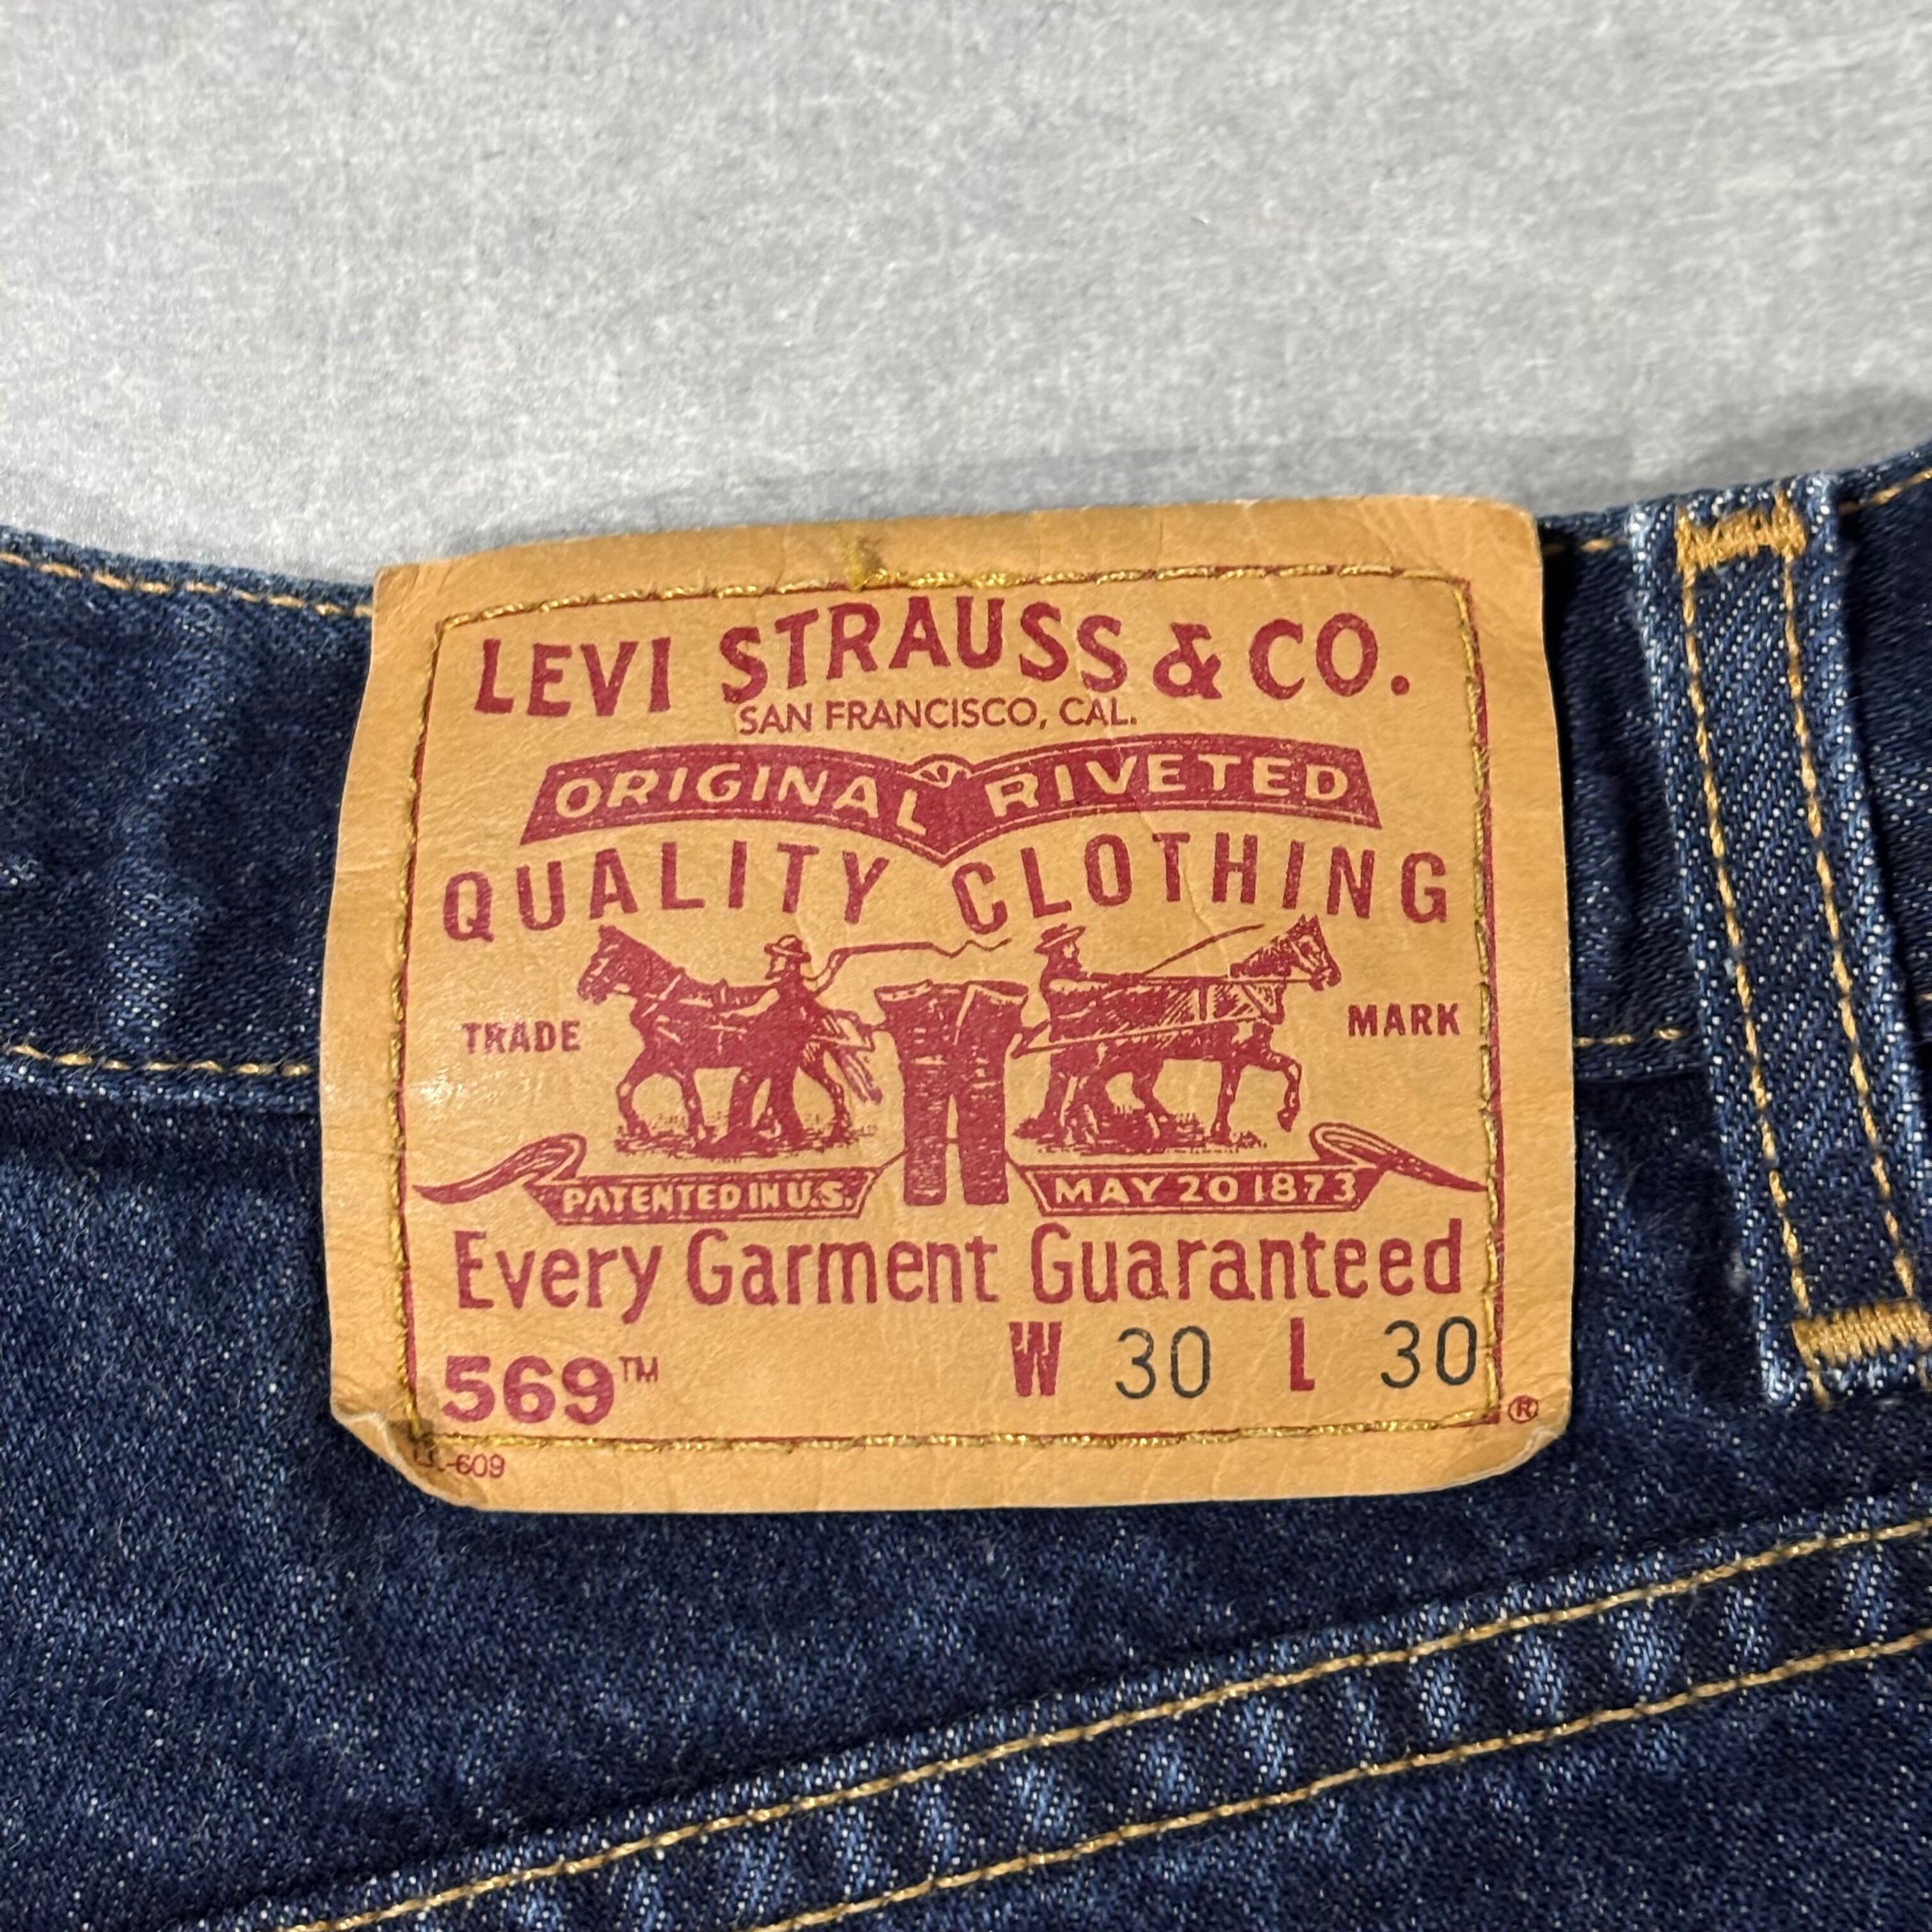 LEVI STRAUSS & CO.
SAN FRANCISCO, CAL.
ORIGINAL RIVETED
QUALITY CLOTHING
TRADE MARK
PATENTED IN U.S. MAY 20 1873
Every Garment Guaranteed
569™ W 30 L 30
®
-609